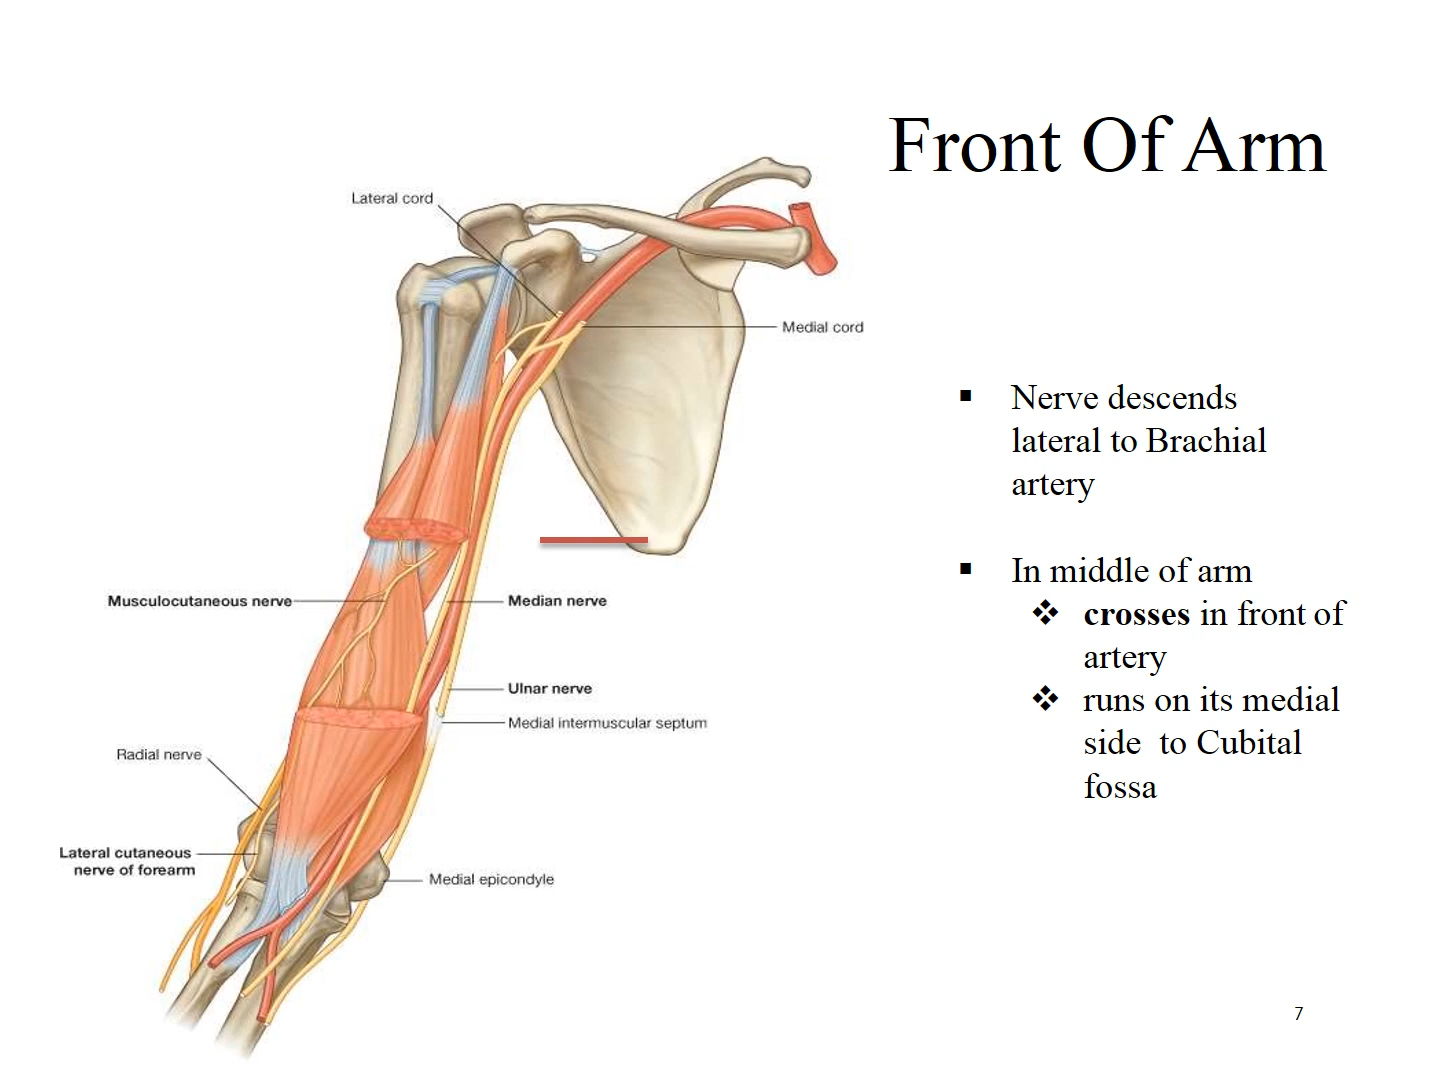 Front Of Arm
Lateral cord
Medial cord
Musculocutaneous nerve
Median nerve
Ulnar nerve
Medial intermuscular septum
Radial nerve
Lateral cutaneous
nerve of forearm
Medial epicondyle
▪ Nerve descends
lateral to Brachial
artery
▪ In middle of arm
❖ crosses in front of
artery
❖ runs on its medial
side to Cubital
fossa
7